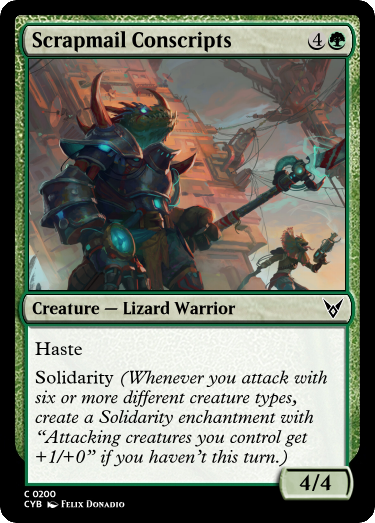 Scrapmail Conscripts 4
Creature — Lizard Warrior
Haste
Solidarity (Whenever you attack with
six or more different creature types,
create a Solidarity enchantment with
“Attacking creatures you control get
+1/+0” if you haven’t this turn.)
4/4
C 0200
CYB Felix Donadio